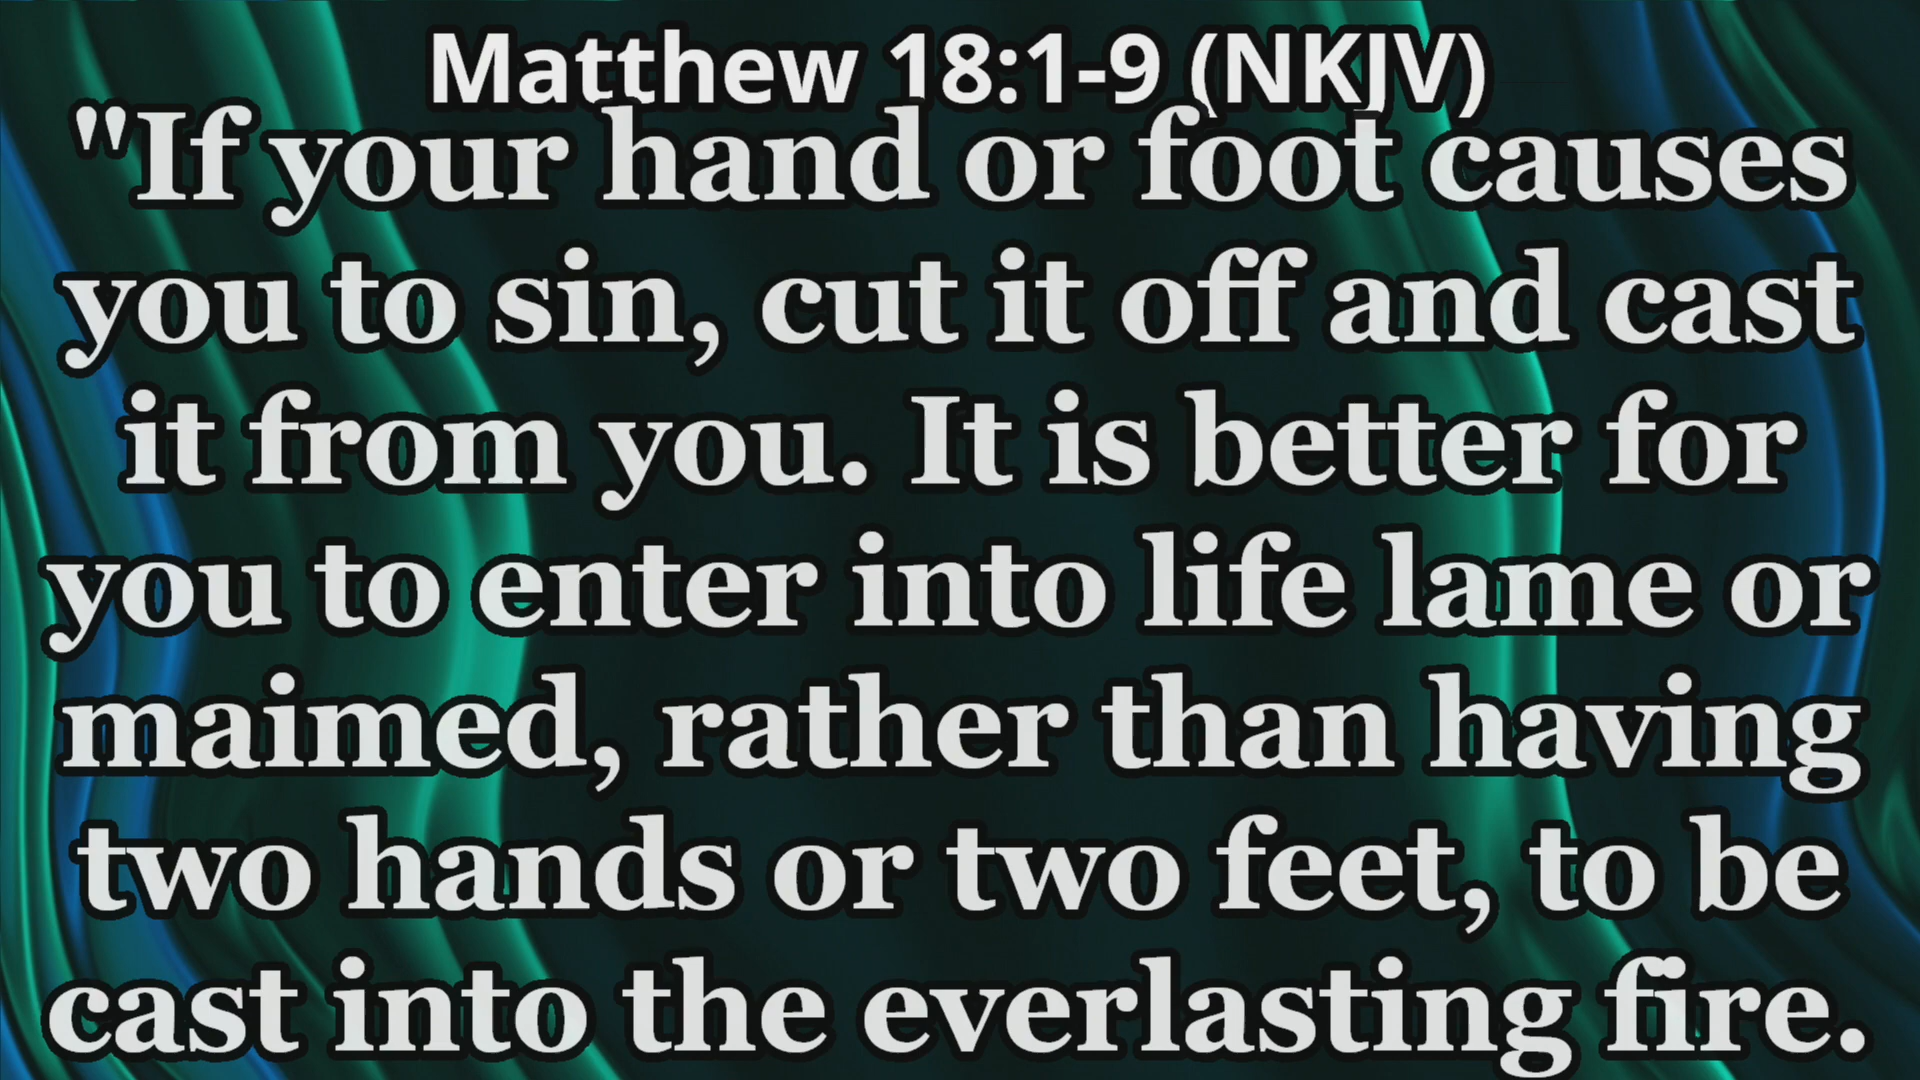 Matthew 18:1-9 (NKJV)
"If your hand or foot causes
you to sin, cut it off and cast
it from you. It is better for
you to enter into life lame or
maimed, rather than having
two hands or two feet, to be
cast into the everlasting fire.